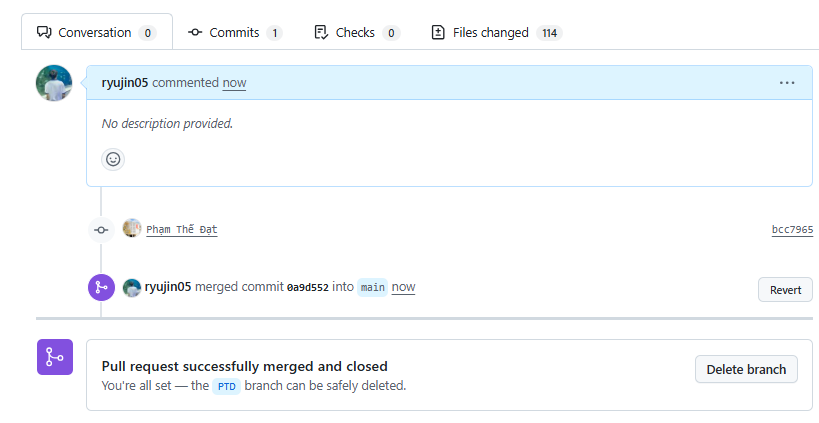 Conversation 0 Commits 1 Checks 0 Files changed 114
ryujin05 commented now
No description provided.
Phạm Thế Đạt bcc7965
ryujin05 merged commit 0a9d552 into main now Revert
Pull request successfully merged and closed
You're all set — the PTD branch can be safely deleted.
Delete branch